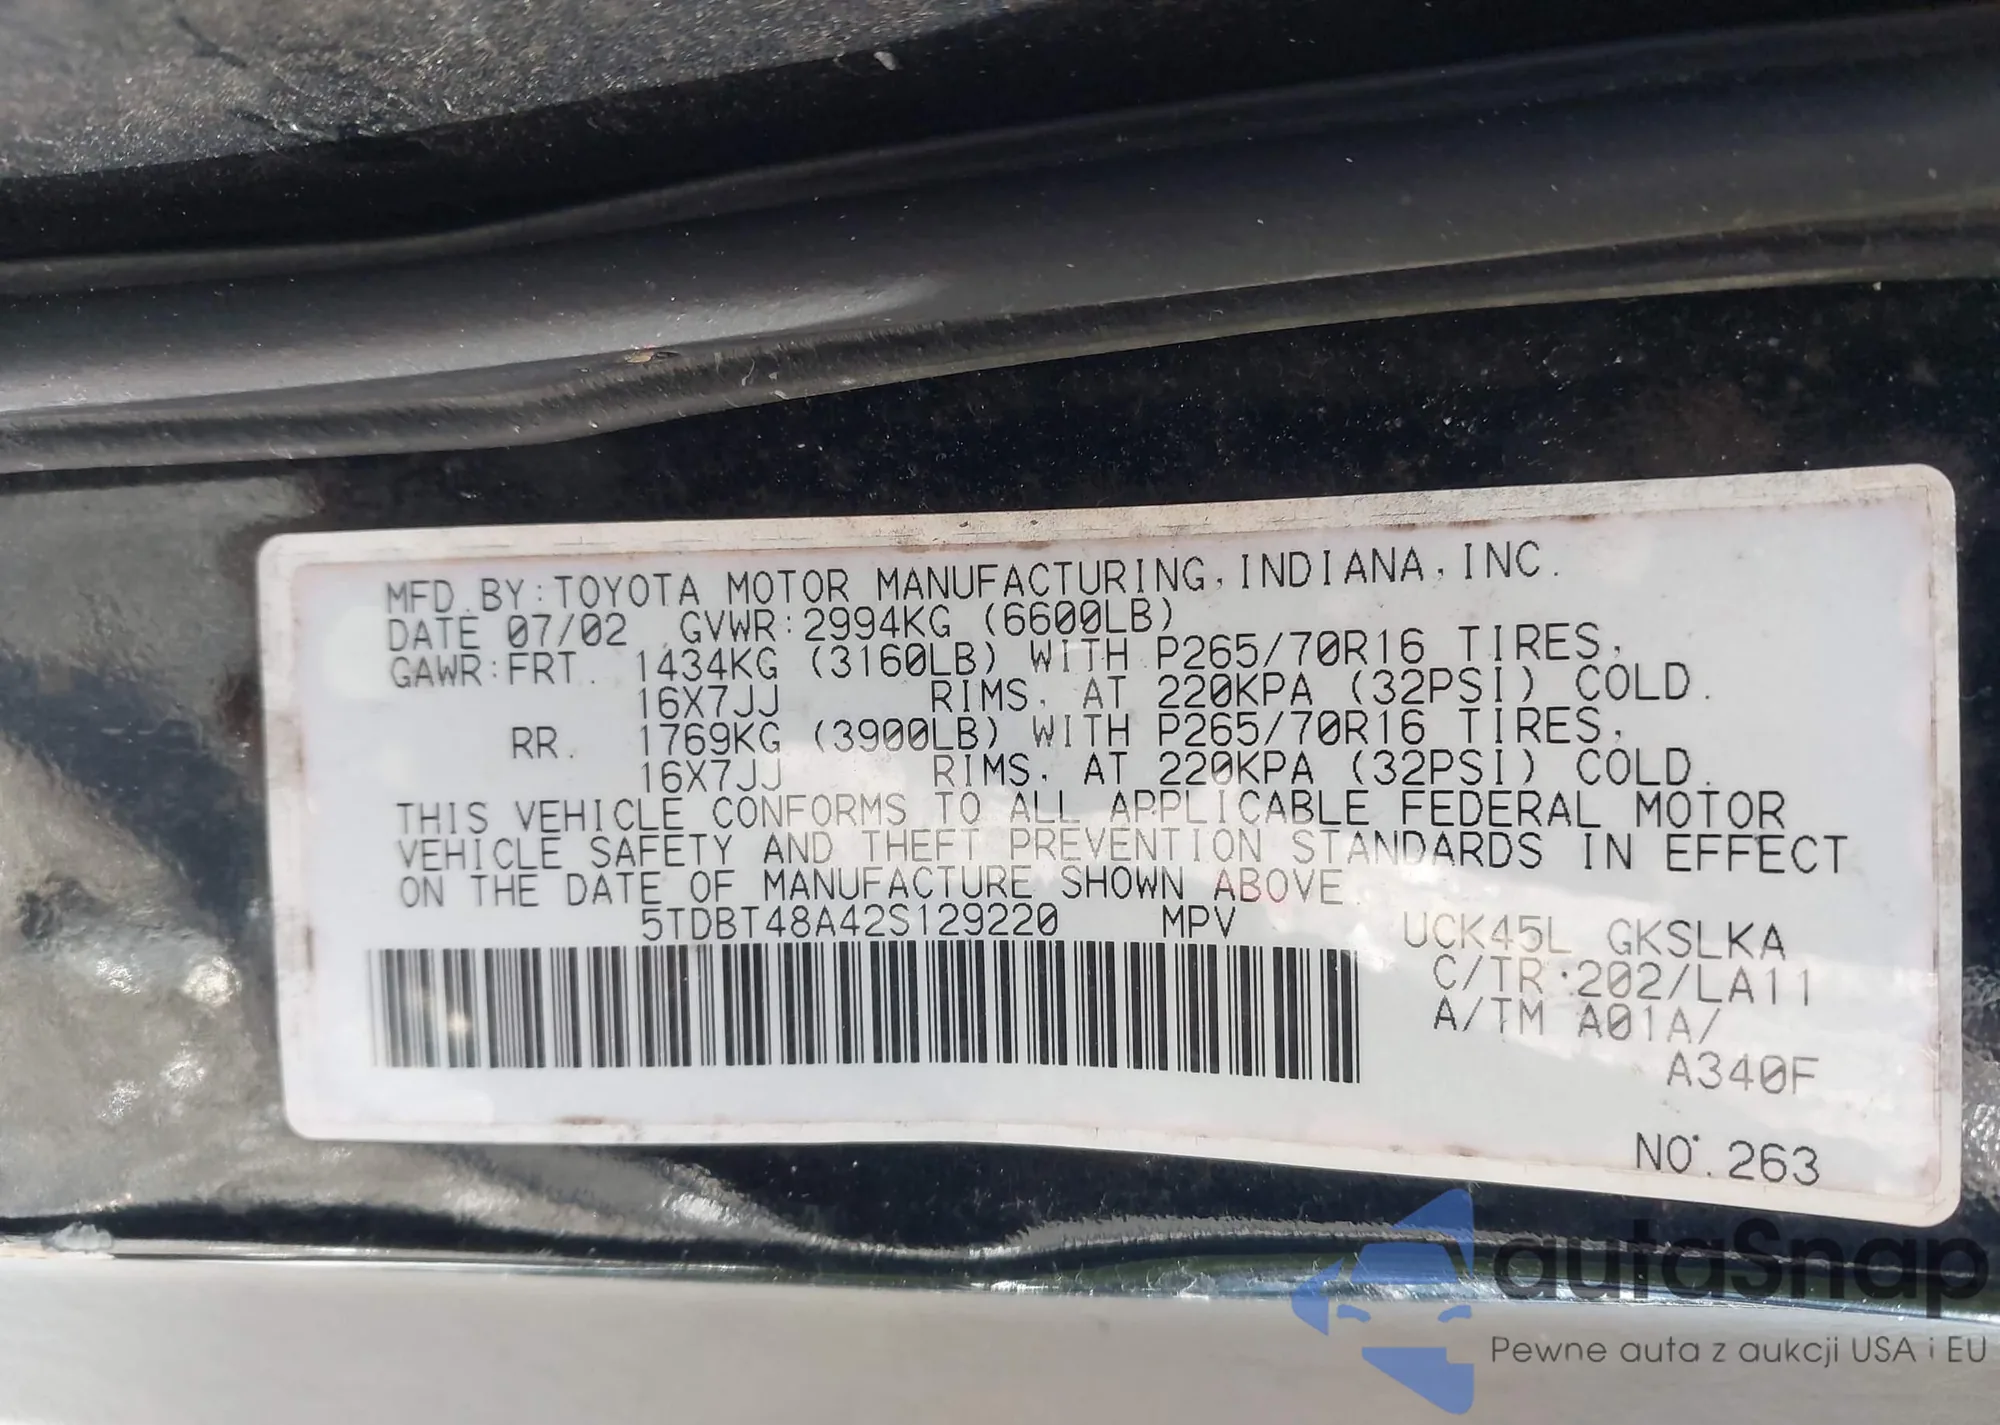 MFD. BY: TOYOTA MOTOR MANUFACTURING, INDIANA, INC.
DATE 07/02 GVWR: 2994KG (6600LB)
GAWR: FRT. 1434KG (3160LB) WITH P265/70R16 TIRES,
16X7JJ RIMS, AT 220KPA (32PSI) COLD.
RR. 1769KG (3900LB) WITH P265/70R16 TIRES,
16X7JJ RIMS, AT 220KPA (32PSI) COLD.
THIS VEHICLE CONFORMS TO ALL APPLICABLE FEDERAL MOTOR
VEHICLE SAFETY AND THEFT PREVENTION STANDARDS IN EFFECT
ON THE DATE OF MANUFACTURE SHOWN ABOVE.
5TDBT48A42S129220 MPV UCK45L GKSLKA
C/TR:202/LA11
A/TM A01A/
A340F
NO. 263
autaSnap
Pewne auta z aukcji USA i EU